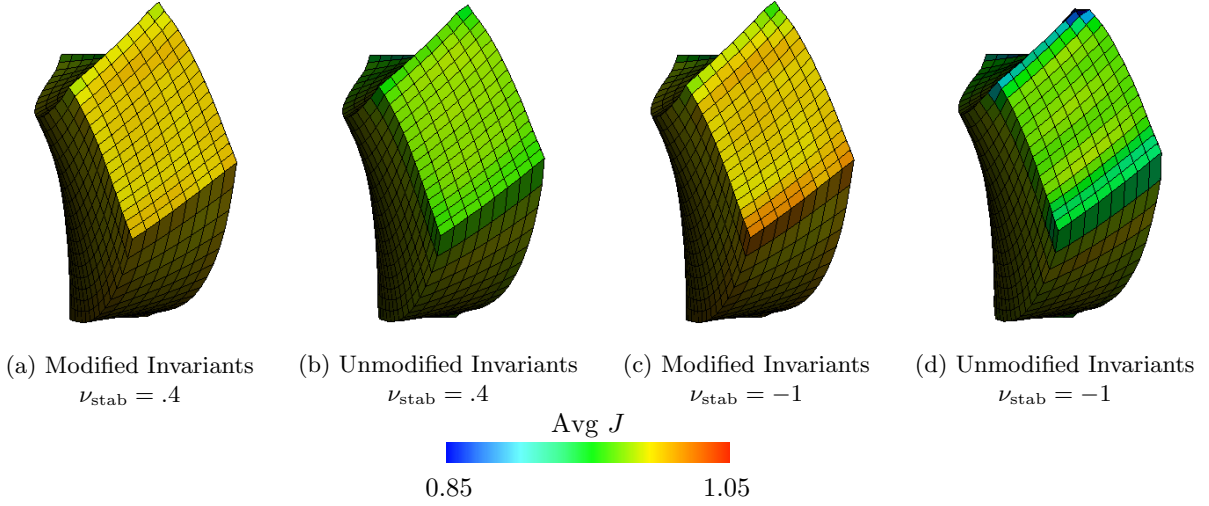 (a) Modified Invariants
ν_stab = .4
(b) Unmodified Invariants
ν_stab = .4
(c) Modified Invariants
ν_stab = −1
(d) Unmodified Invariants
ν_stab = −1
Avg J
0.85 1.05